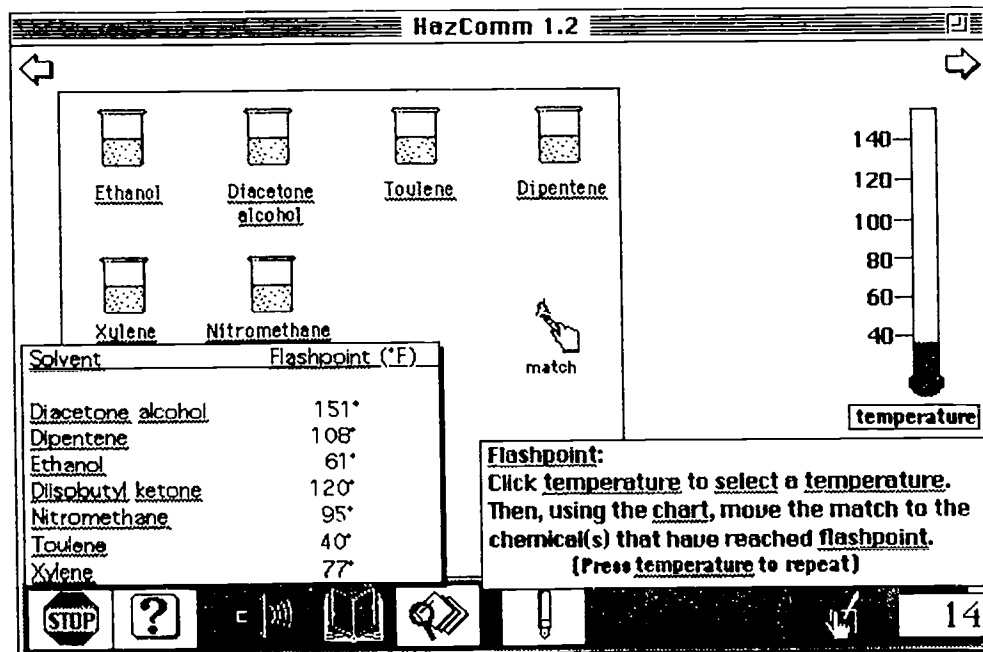 HazComm 1.2
Ethanol Diacetone alcohol Toulene Dipentene
Xylene Nitromethane
match
140
120
100
80
60
40
temperature
Solvent Flashpoint (°F)
Diacetone alcohol 151°
Dipentene 108°
Ethanol 61°
Diisobutyl ketone 120°
Nitromethane 95°
Toulene 40°
Xylene 77°
Flashpoint:
Click temperature to select a temperature.
Then, using the chart, move the match to the
chemical(s) that have reached flashpoint.
(Press temperature to repeat)
STOP ? 14